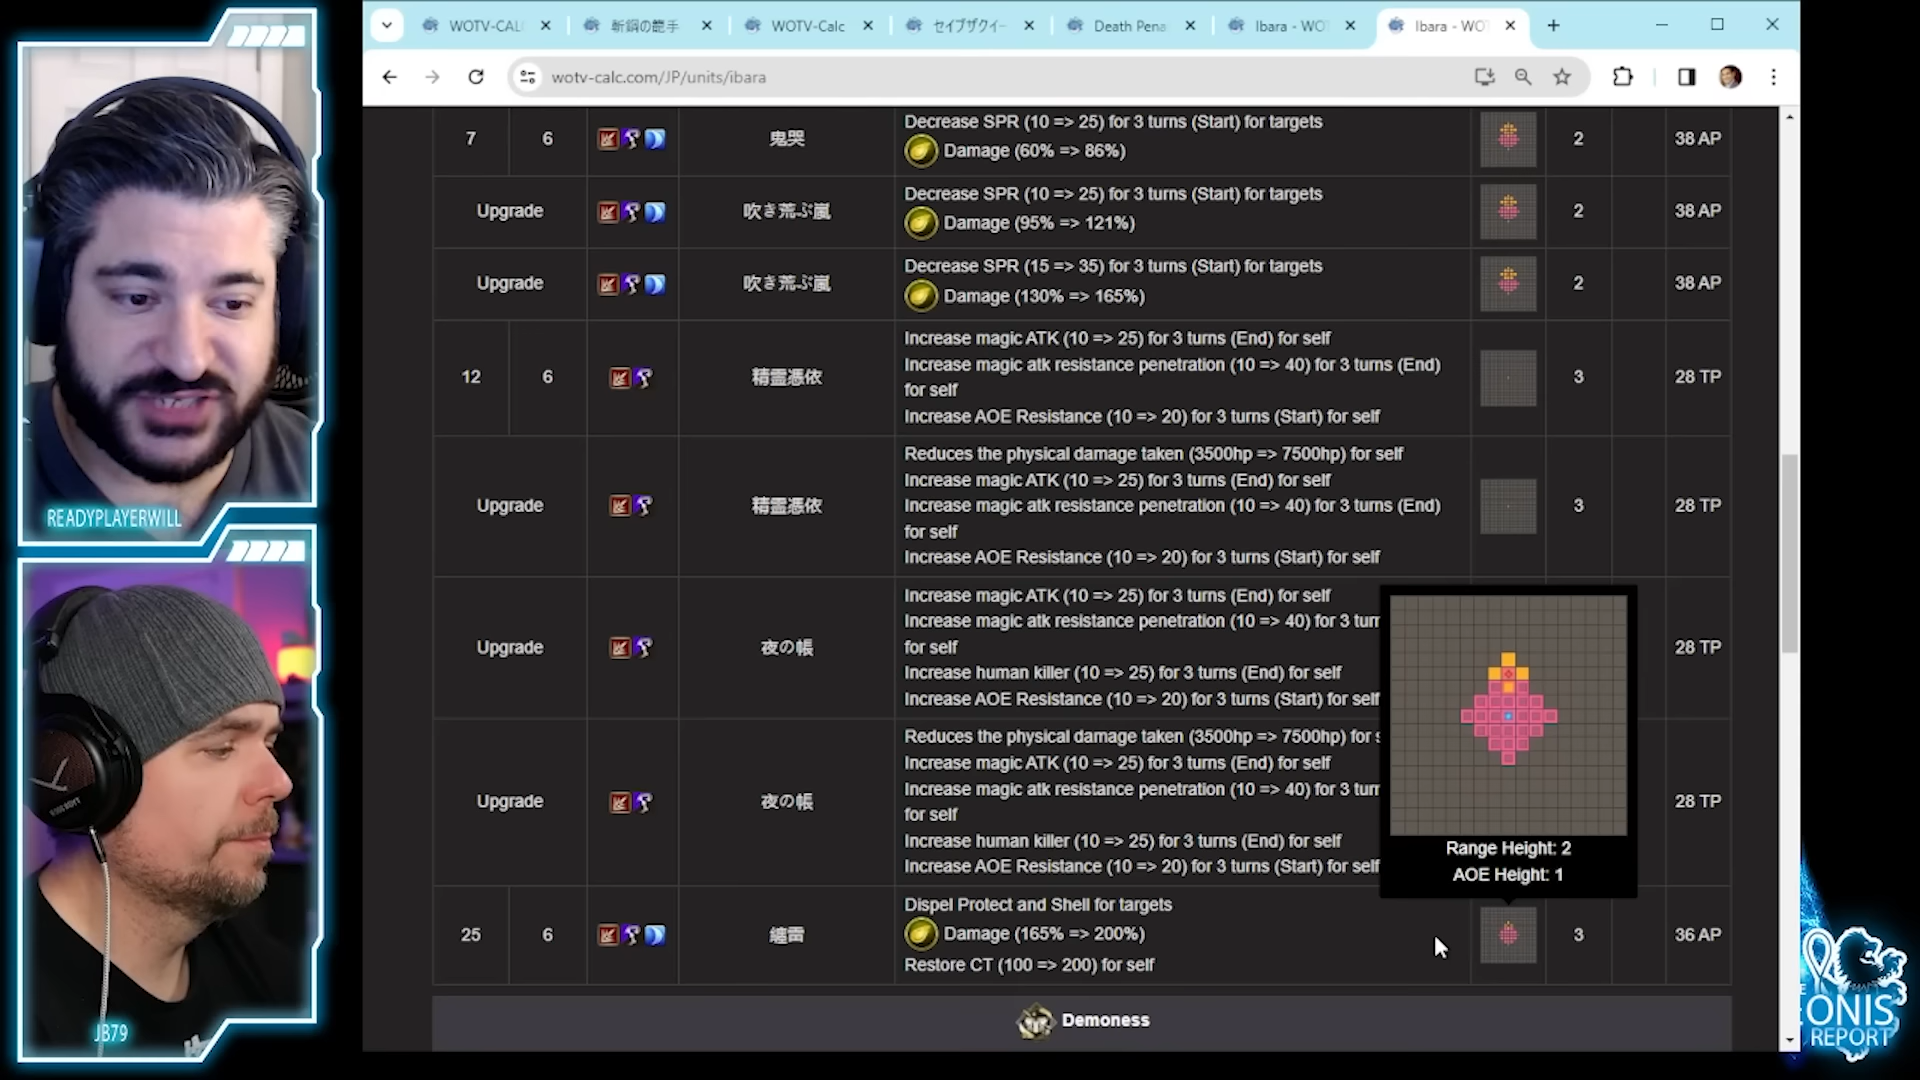 WOTV-CAL
斬鋼の籠手
WOTV-Calc
セイブザクイー
Death Pena
Ibara - WO
Ibara - WO
wotv-calc.com/JP/units/ibara
7 6 鬼哭 Decrease SPR (10 => 25) for 3 turns (Start) for targets
Damage (60% => 86%) 2 38 AP
Upgrade 吹き荒ぶ嵐 Decrease SPR (10 => 25) for 3 turns (Start) for targets
Damage (95% => 121%) 2 38 AP
Upgrade 吹き荒ぶ嵐 Decrease SPR (15 => 35) for 3 turns (Start) for targets
Damage (130% => 165%) 2 38 AP
12 6 精霊憑依 Increase magic ATK (10 => 25) for 3 turns (End) for self
Increase magic atk resistance penetration (10 => 40) for 3 turns (End)
for self
Increase AOE Resistance (10 => 20) for 3 turns (Start) for self 3 28 TP
Upgrade 精霊憑依 Reduces the physical damage taken (3500hp => 7500hp) for self
Increase magic ATK (10 => 25) for 3 turns (End) for self
Increase magic atk resistance penetration (10 => 40) for 3 turns (End)
for self
Increase AOE Resistance (10 => 20) for 3 turns (Start) for self 3 28 TP
Upgrade 夜の帳 Increase magic ATK (10 => 25) for 3 turns (End) for self
Increase magic atk resistance penetration (10 => 40) for 3 turn
for self
Increase human killer (10 => 25) for 3 turns (End) for self
Increase AOE Resistance (10 => 20) for 3 turns (Start) for self 28 TP
Upgrade 夜の帳 Reduces the physical damage taken (3500hp => 7500hp) for s
Increase magic ATK (10 => 25) for 3 turns (End) for self
Increase magic atk resistance penetration (10 => 40) for 3 turn
for self
Increase human killer (10 => 25) for 3 turns (End) for self
Increase AOE Resistance (10 => 20) for 3 turns (Start) for self 28 TP
Range Height: 2
AOE Height: 1
25 6 纏雷 Dispel Protect and Shell for targets
Damage (165% => 200%)
Restore CT (100 => 200) for self 3 36 AP
Demoness
READYPLAYERWILL
JB79
ONIS
REPORT